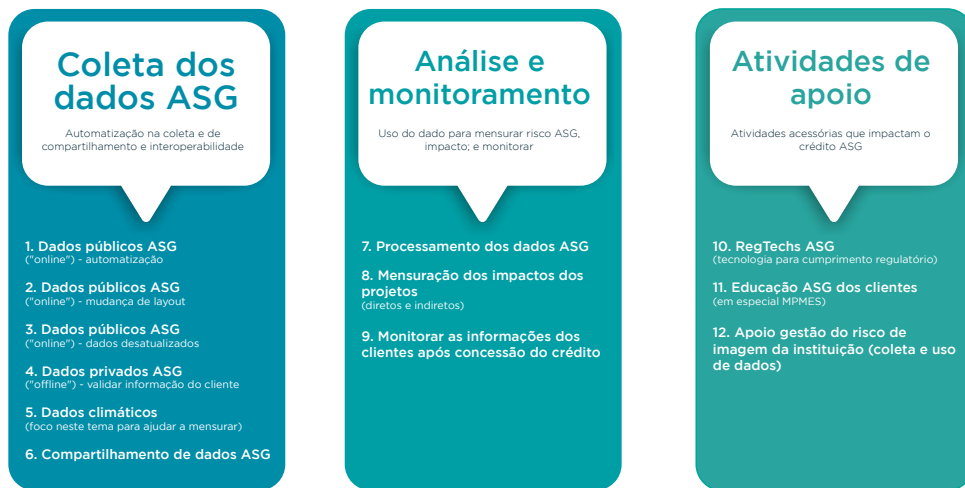 Coleta dos
dados ASG
Automatização na coleta e de
compartilhamento e interoperabilidade
1. Dados públicos ASG
("online") - automatização
2. Dados públicos ASG
("online") - mudança de layout
3. Dados públicos ASG
("online") - dados desatualizados
4. Dados privados ASG
("offline") - validar informação do cliente
5. Dados climáticos
(foco neste tema para ajudar a mensurar)
6. Compartilhamento de dados ASG
Análise e
monitoramento
Uso do dado para mensurar risco ASG,
impacto; e monitorar
7. Processamento dos dados ASG
8. Mensuração dos impactos dos
projetos
(diretos e indiretos)
9. Monitorar as informações dos
clientes após concessão do crédito
Atividades de
apoio
Atividades acessórias que impactam o
crédito ASG
10. RegTechs ASG
(tecnologia para cumprimento regulatório)
11. Educação ASG dos clientes
(em especial MPMES)
12. Apoio gestão do risco de
imagem da instituição (coleta e uso
de dados)